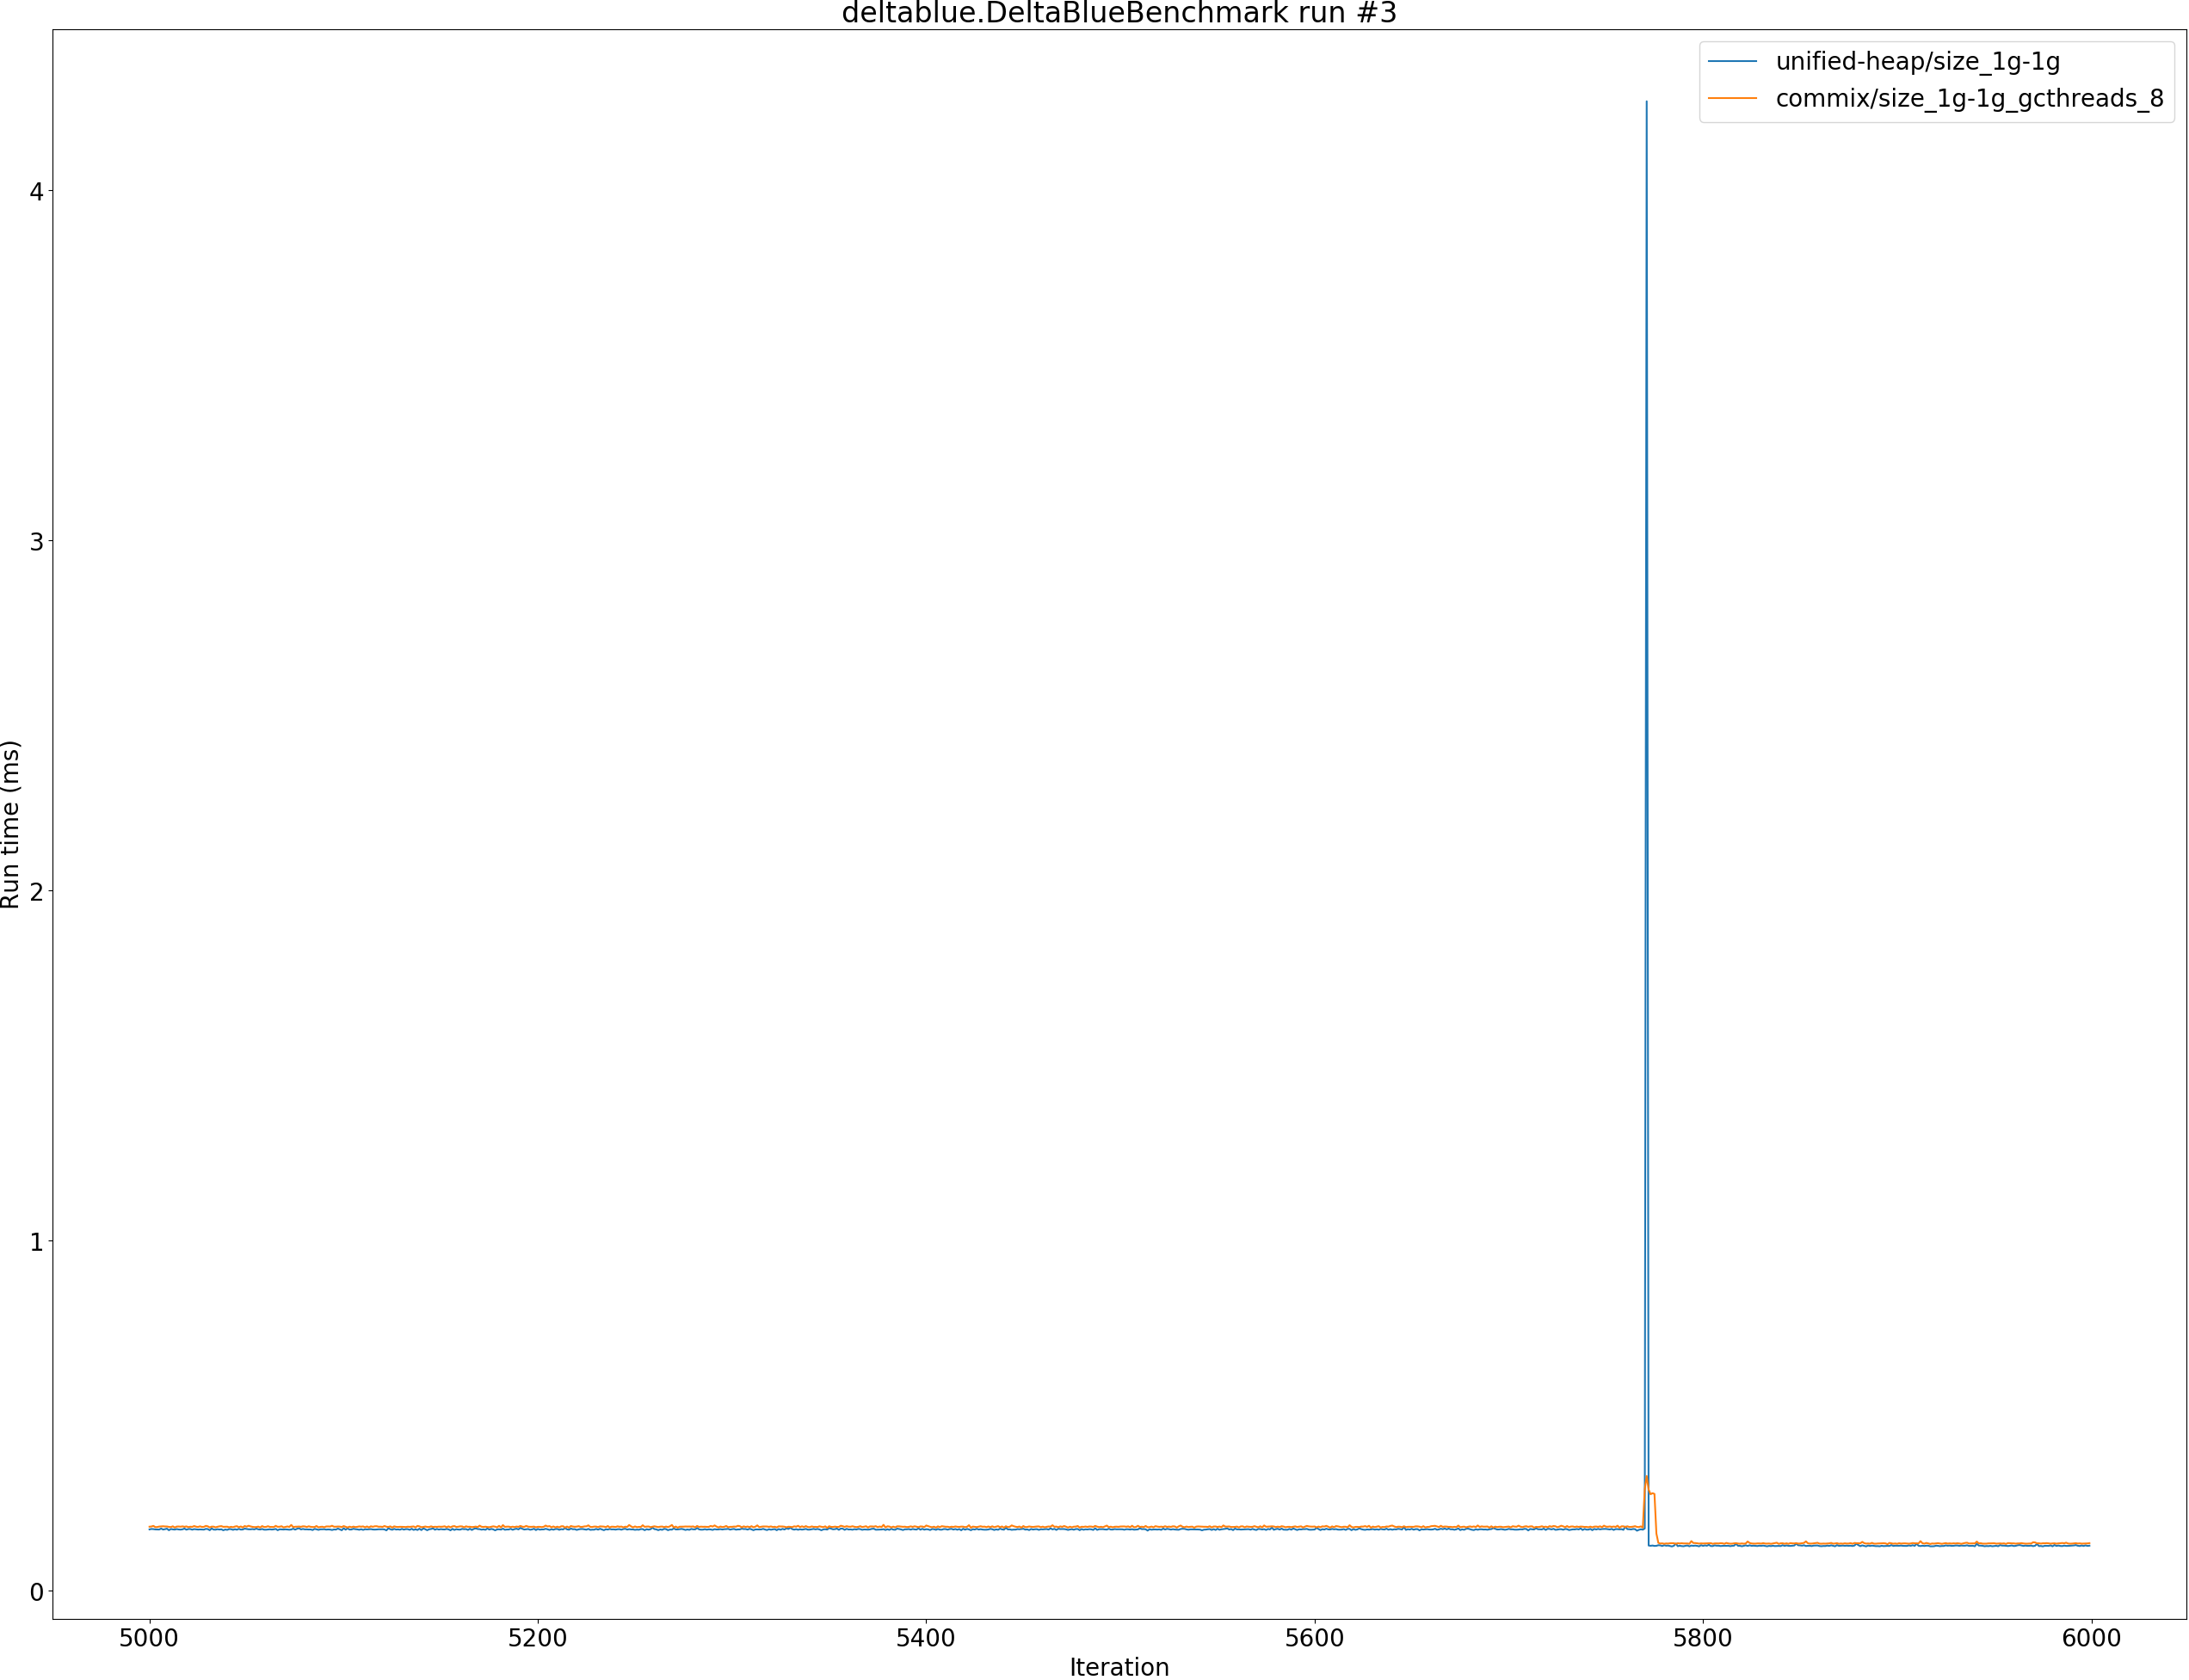 deltablue.DeltaBlueBenchmark run #3
unified-heap/size_1g-1g
commix/size_1g-1g_gcthreads_8
4
3
2
1
0
Run time (ms)
5000 5200 5400 5600 5800 6000
Iteration